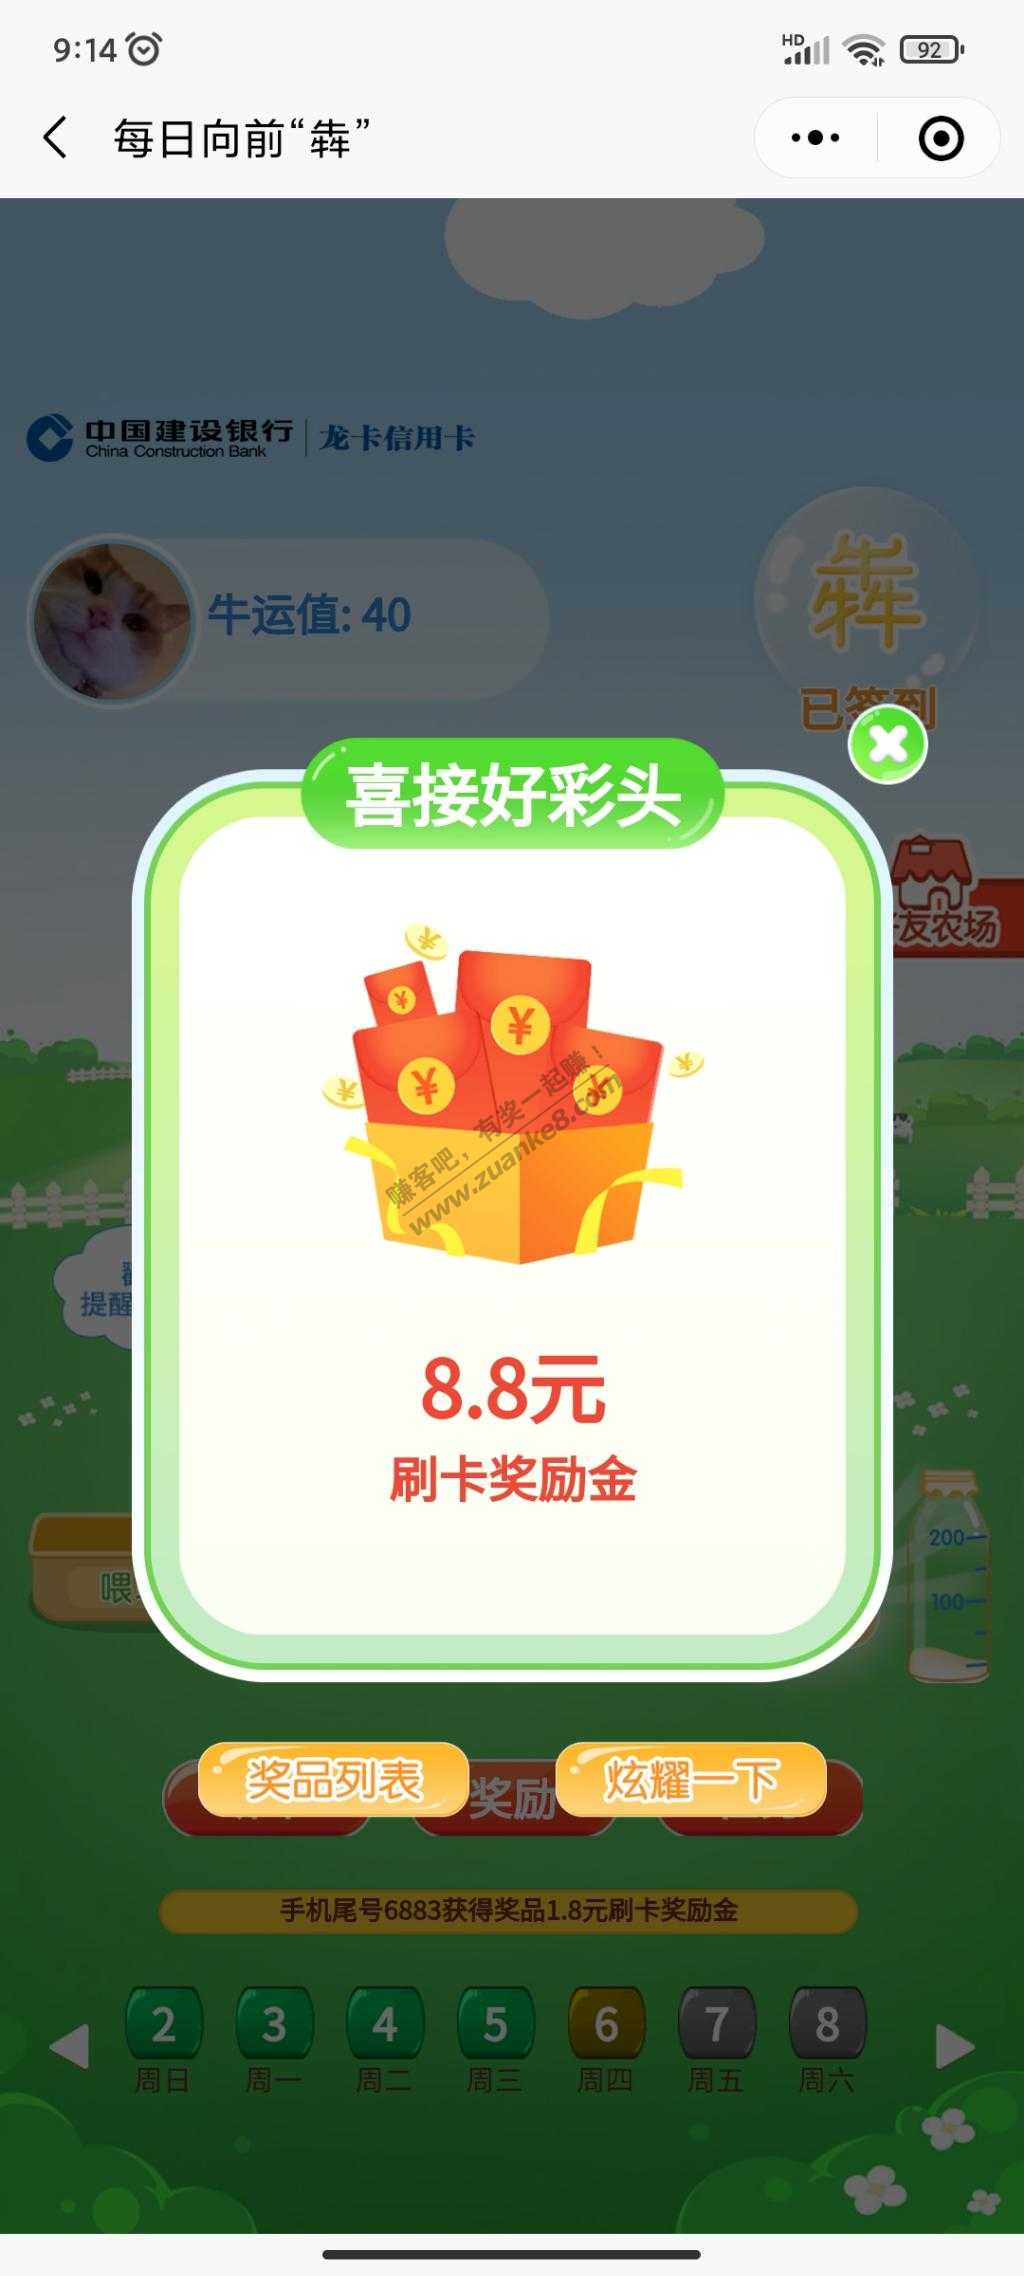 9:14
HD
92
每日向前“犇”
中国建设银行
China Construction Bank
龙卡信用卡
牛运值: 40
犇
已签到
喜接好彩头
友农场
¥
¥
¥
¥
¥
¥
¥
赚客吧，有奖一起赚！
www.zuanke8.com
提醒
8.8元
刷卡奖励金
200
100
喂
奖品列表
奖励
炫耀一下
手机尾号6883获得奖品1.8元刷卡奖励金
2 3 4 5 6 7 8
周日 周一 周二 周三 周四 周五 周六